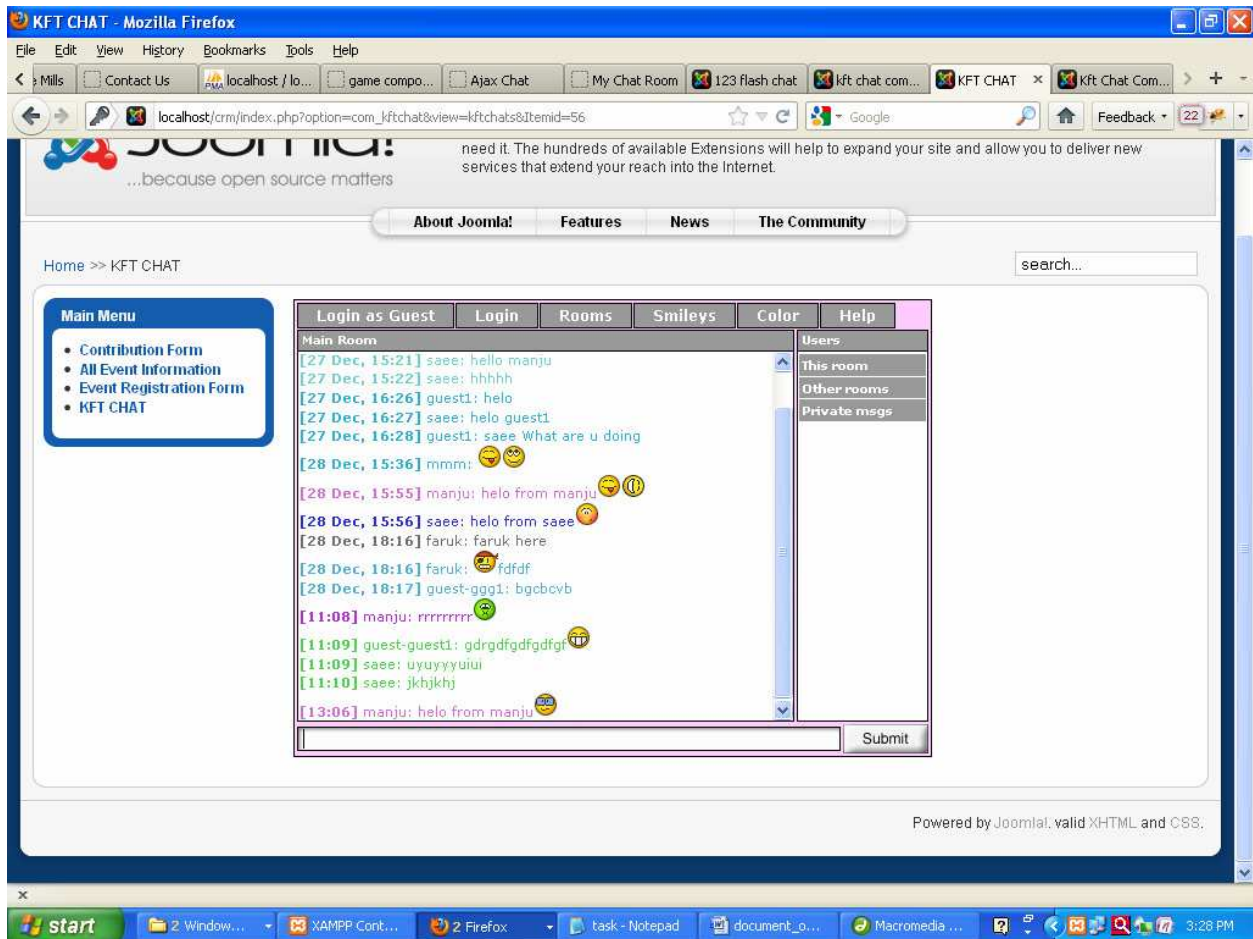 KFT CHAT - Mozilla Firefox
File Edit View History Bookmarks Tools Help
e Mills Contact Us localhost / lo... game compo... Ajax Chat My Chat Room 123 flash chat kft chat com... KFT CHAT × Kft Chat Com...
localhost/crm/index.php?option=com_kftchat&view=kftchats&Itemid=56 Google Feedback 22
Joomla!
...because open source matters
need it. The hundreds of available Extensions will help to expand your site and allow you to deliver new
services that extend your reach into the Internet.
About Joomla! Features News The Community
Home >> KFT CHAT
search...
Main Menu
Contribution Form
All Event Information
Event Registration Form
KFT CHAT
Login as Guest Login Rooms Smileys Color Help
Main Room
[27 Dec, 15:21] saee: hello manju
[27 Dec, 15:22] saee: hhhhh
[27 Dec, 16:26] guest1: helo
[27 Dec, 16:27] saee: helo guest1
[27 Dec, 16:28] guest1: saee What are u doing
[28 Dec, 15:36] mmm:
[28 Dec, 15:55] manju: helo from manju
[28 Dec, 15:56] saee: helo from saee
[28 Dec, 18:16] faruk: faruk here
[28 Dec, 18:16] faruk: fdfdf
[28 Dec, 18:17] guest-ggg1: bgcbcvb
[11:08] manju: rrrrrrrrr
[11:09] guest-guest1: gdrgdfgdfgdfgf
[11:09] saee: uyuyyyuiui
[11:10] saee: jkhjkhj
[13:06] manju: helo from manju
Users
This room
Other rooms
Private msgs
Submit
Powered by Joomla!. valid XHTML and CSS.
start 2 Window... XAMPP Cont... 2 Firefox task - Notepad document_o... Macromedia ... 3:28 PM